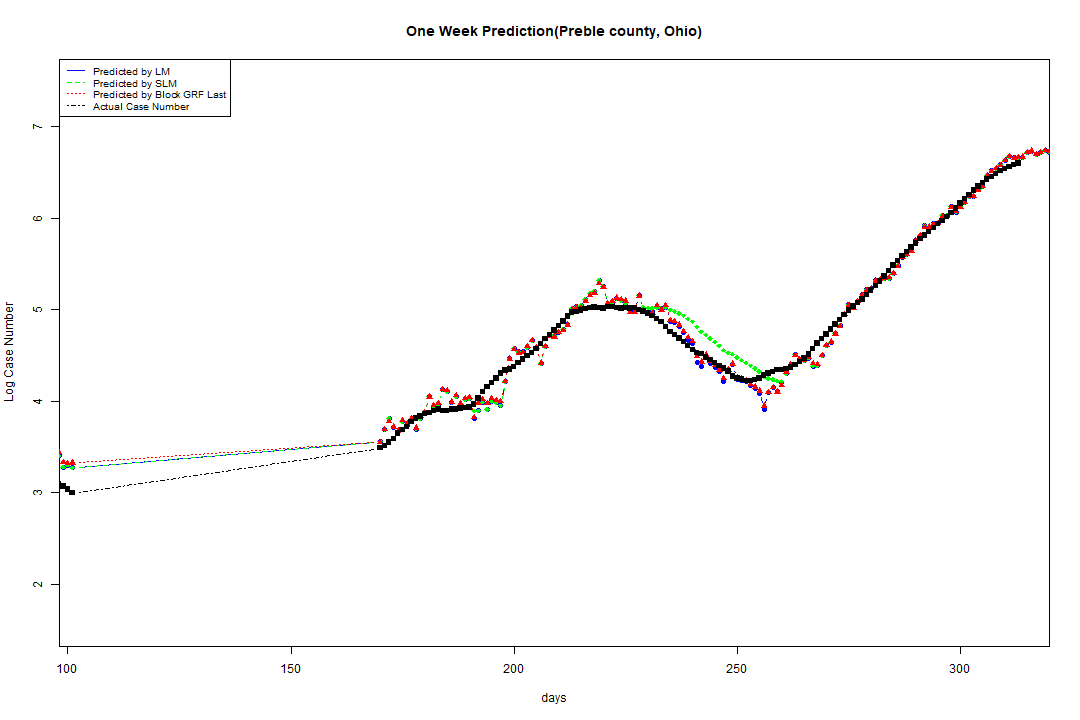 One Week Prediction(Preble county, Ohio)
Predicted by LM
Predicted by SLM
Predicted by Block GRF Last
Actual Case Number
Log Case Number
7
6
5
4
3
2
100 150 200 250 300
days